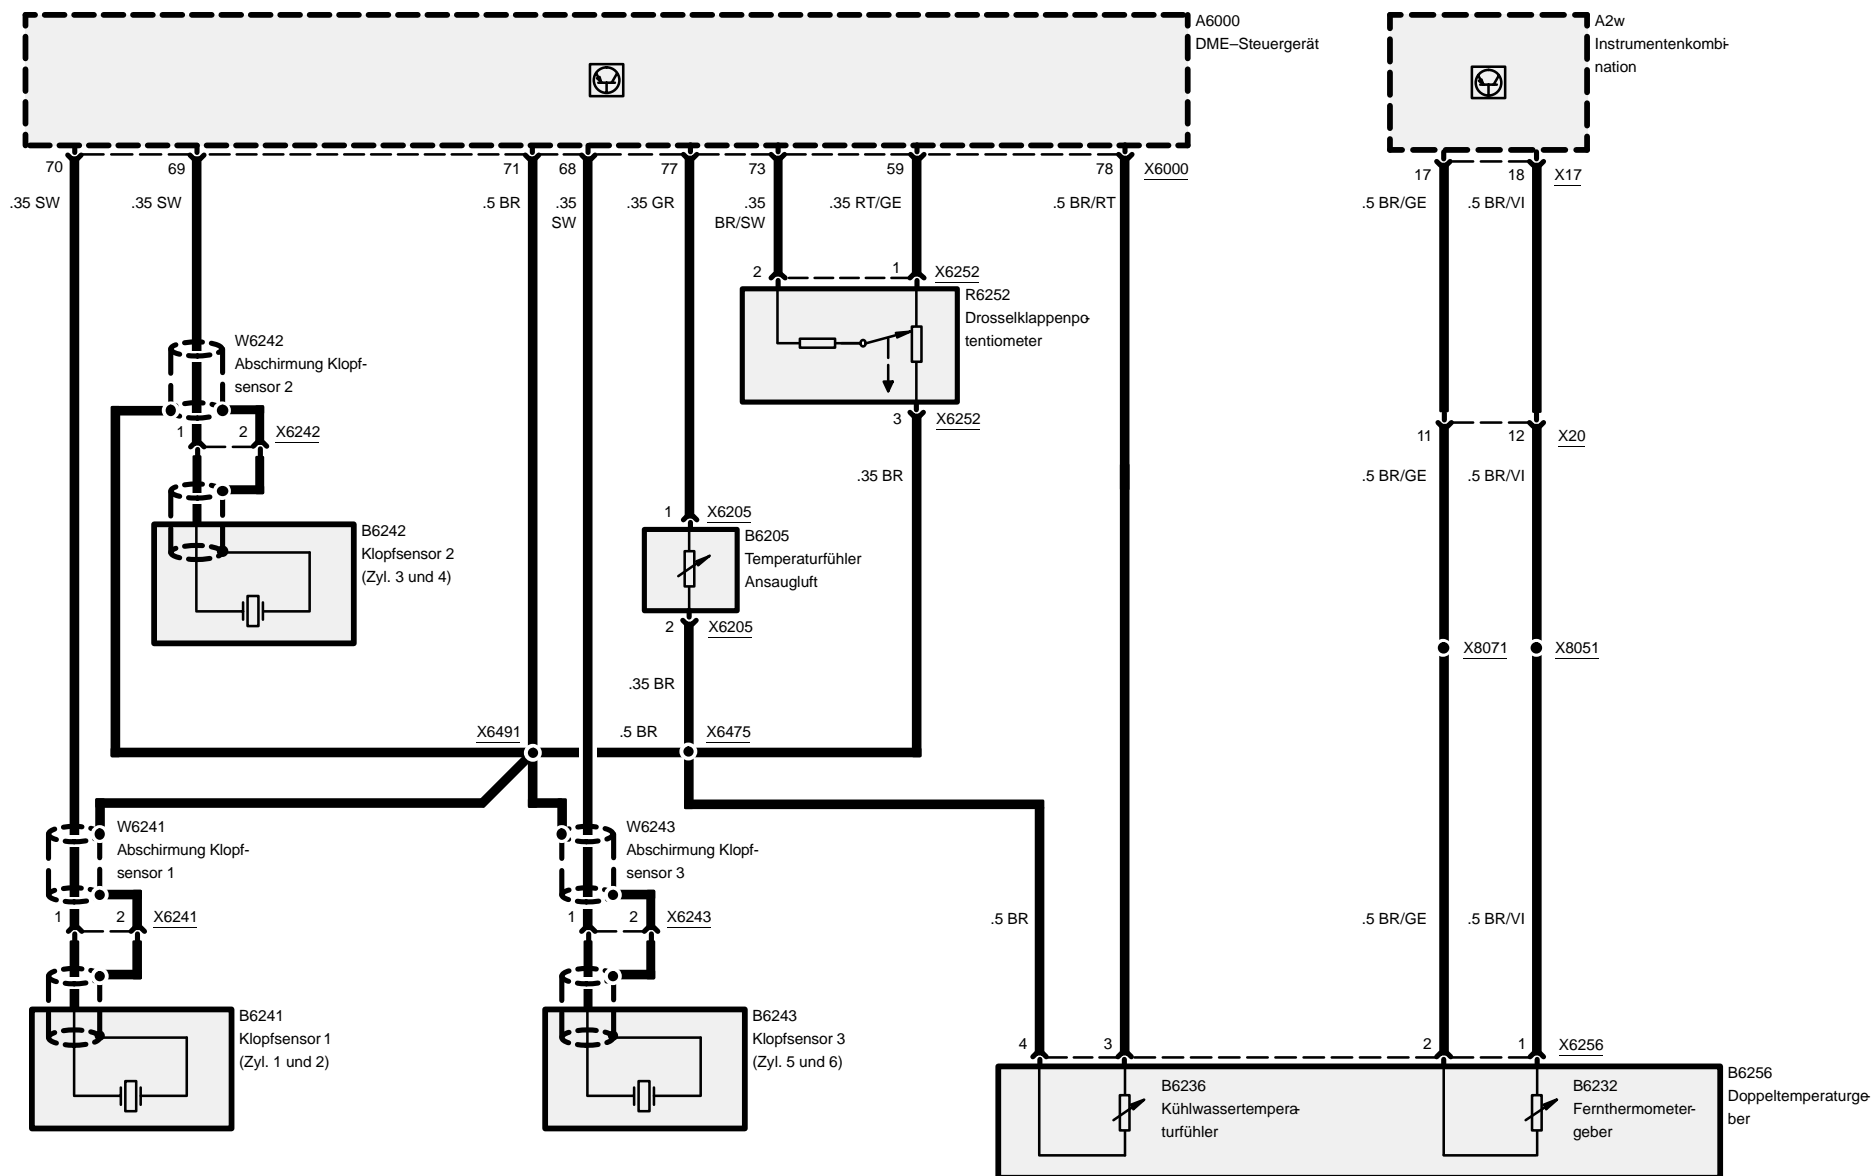 A6000
DME–Steuergerät
A2w
Instrumentenkombi-
nation
70
69
71
68
77
73
59
78
X6000
17
18
X17
.35 SW
.35 SW
.5 BR
.35
SW
.35 GR
.35
BR/SW
.35 RT/GE
.5 BR/RT
.5 BR/GE
.5 BR/VI
2
1
X6252
R6252
Drosselklappenpo-
tentiometer
W6242
Abschirmung Klopf-
sensor 2
3
X6252
1
2
X6242
11
12
X20
.35 BR
.5 BR/GE
.5 BR/VI
1
X6205
B6205
Temperaturfühler
Ansaugluft
B6242
Klopfsensor 2
(Zyl. 3 und 4)
2
X6205
X8071
X8051
.35 BR
X6491
.5 BR
X6475
W6241
Abschirmung Klopf-
sensor 1
W6243
Abschirmung Klopf-
sensor 3
1
2
X6241
1
2
X6243
.5 BR
.5 BR/GE
.5 BR/VI
B6241
Klopfsensor 1
(Zyl. 1 und 2)
B6243
Klopfsensor 3
(Zyl. 5 und 6)
4
3
2
1
X6256
B6236
Kühlwassertempera-
turfühler
B6232
Fernthermometer-
geber
B6256
Doppeltemperaturge-
ber